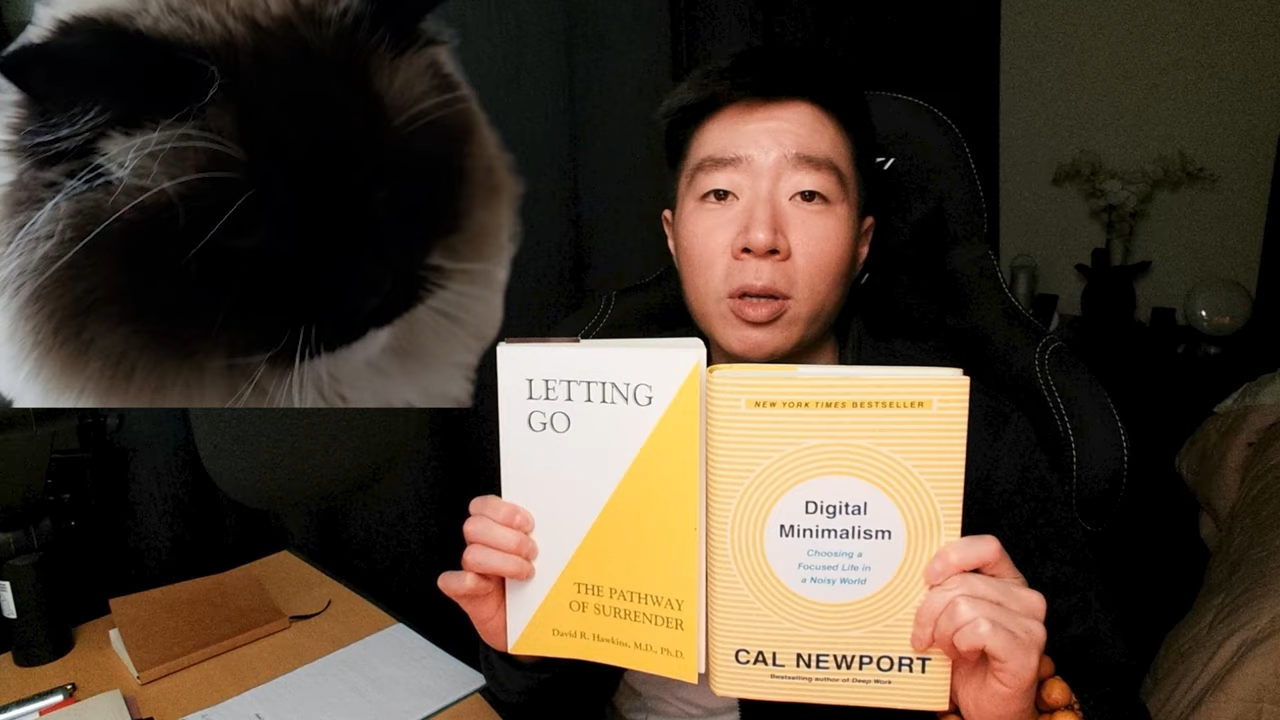 LETTING
GO
THE PATHWAY
OF SURRENDER
David R. Hawkins, M.D., Ph.D.
NEW YORK TIMES BESTSELLER
Digital
Minimalism
Choosing a
Focused Life in
a Noisy World
CAL NEWPORT
Bestselling author of Deep Work